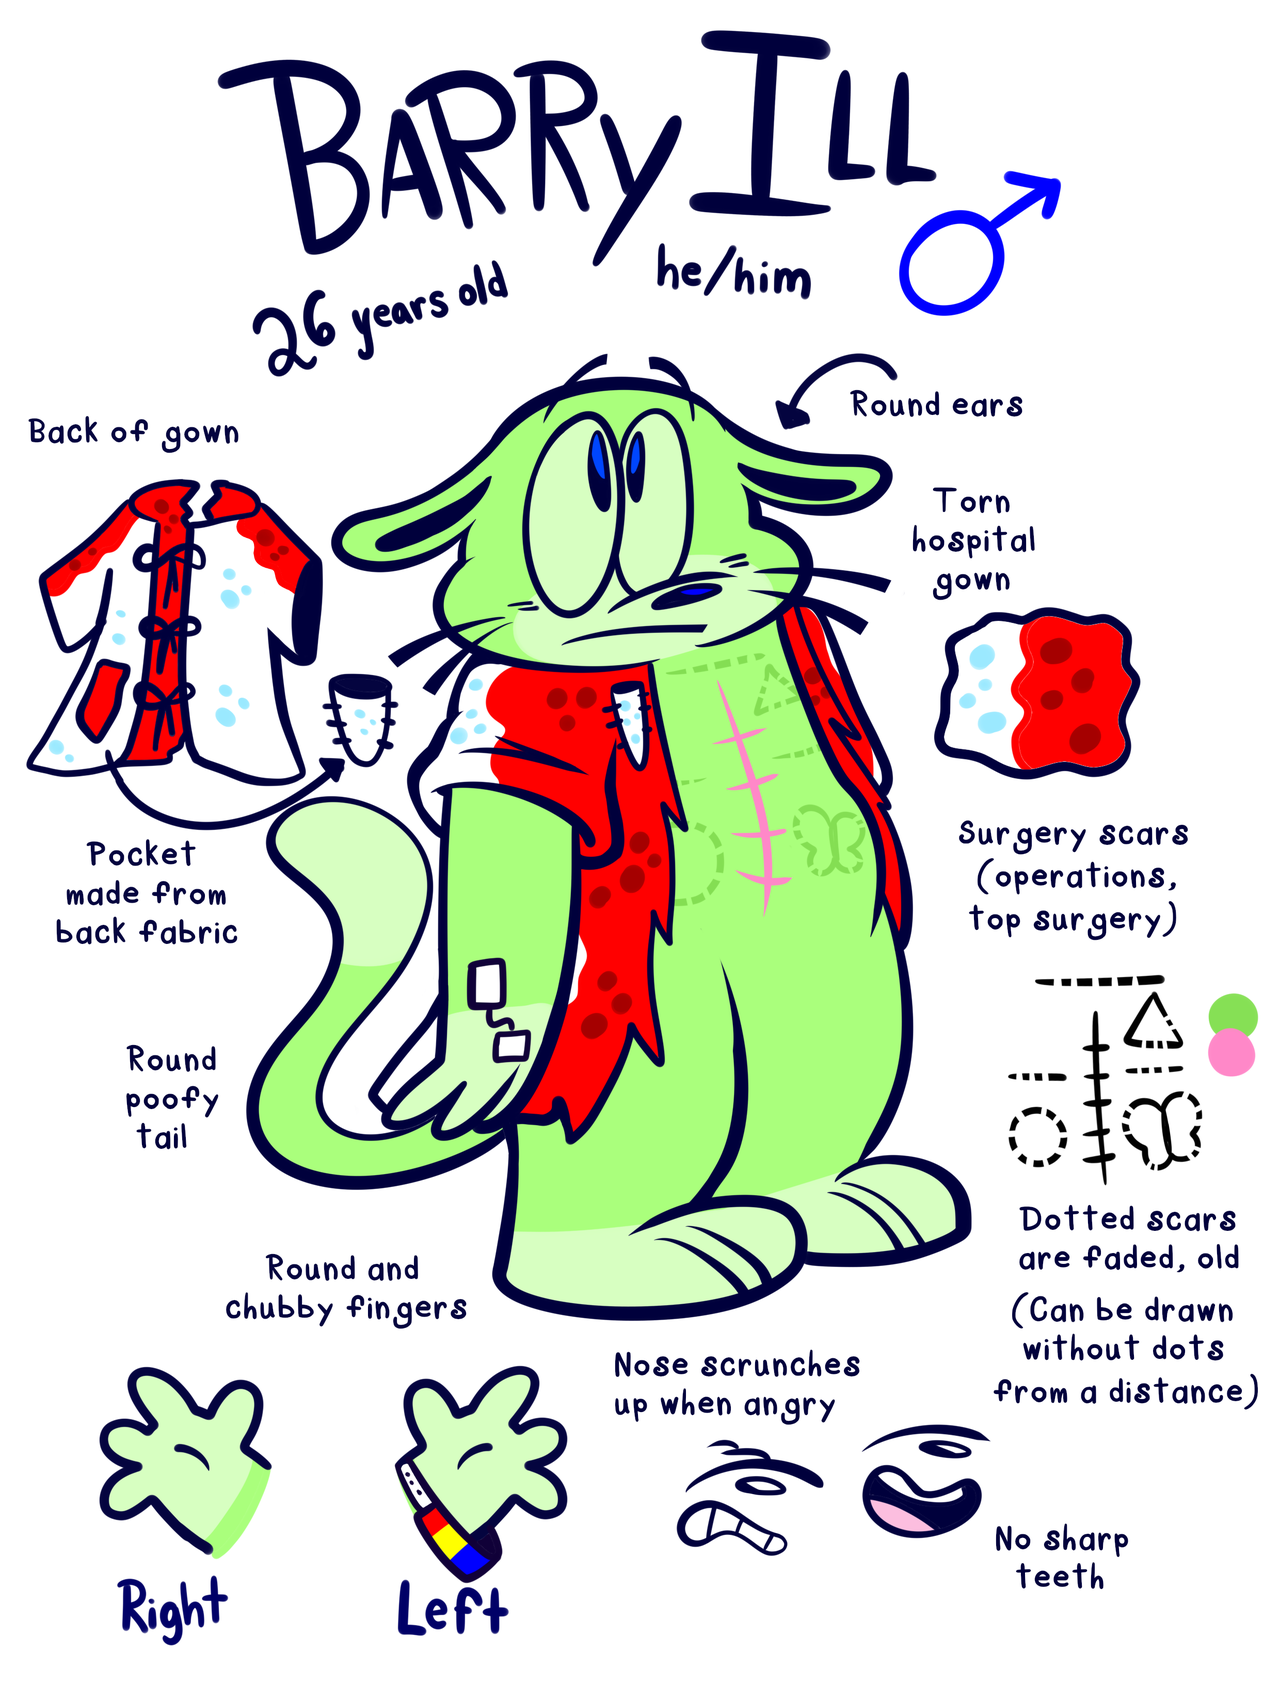 BARRY ILL
26 years old
he/him
Back of gown
Round ears
Torn
hospital
gown
Pocket
made from
back fabric
Surgery scars
(operations,
top surgery)
Round
poofy
tail
Dotted scars
are faded, old
(Can be drawn
without dots
from a distance)
Round and
chubby fingers
Nose scrunches
up when angry
No sharp
teeth
Right
Left